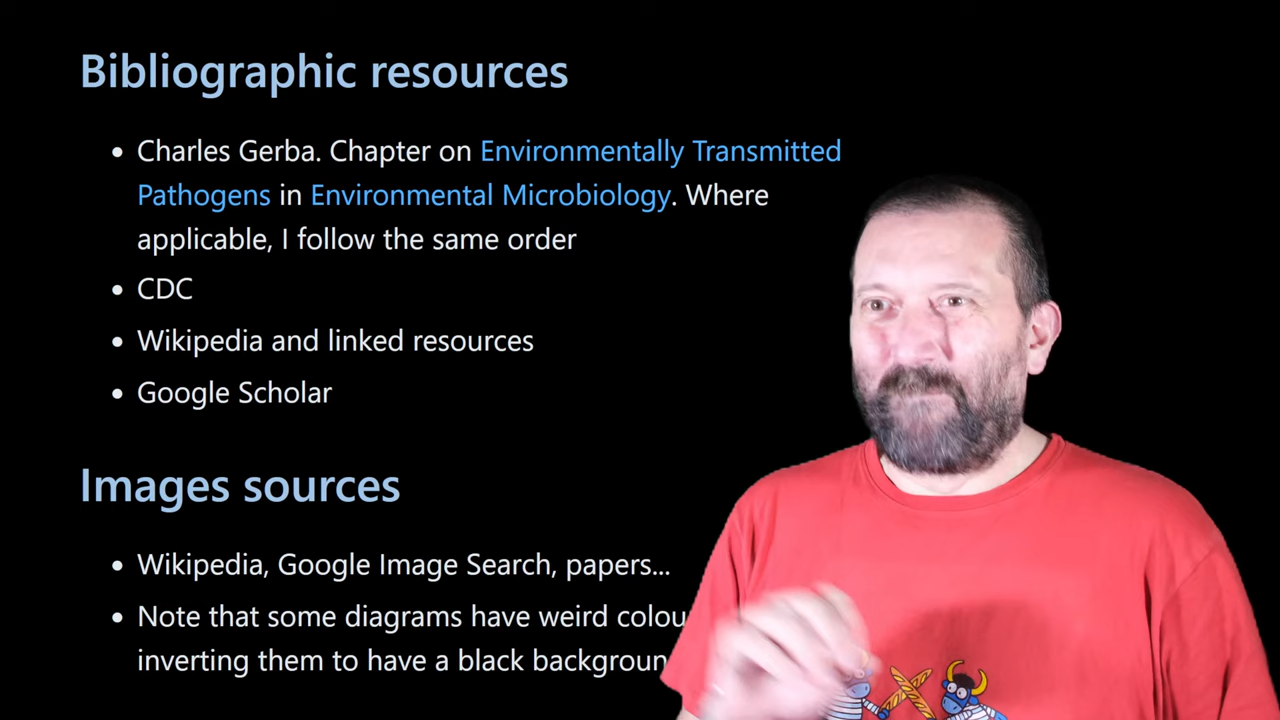 Bibliographic resources
Charles Gerba. Chapter on Environmentally Transmitted
Pathogens in Environmental Microbiology. Where
applicable, I follow the same order
CDC
Wikipedia and linked resources
Google Scholar
Images sources
Wikipedia, Google Image Search, papers...
Note that some diagrams have weird colou
inverting them to have a black backgroun